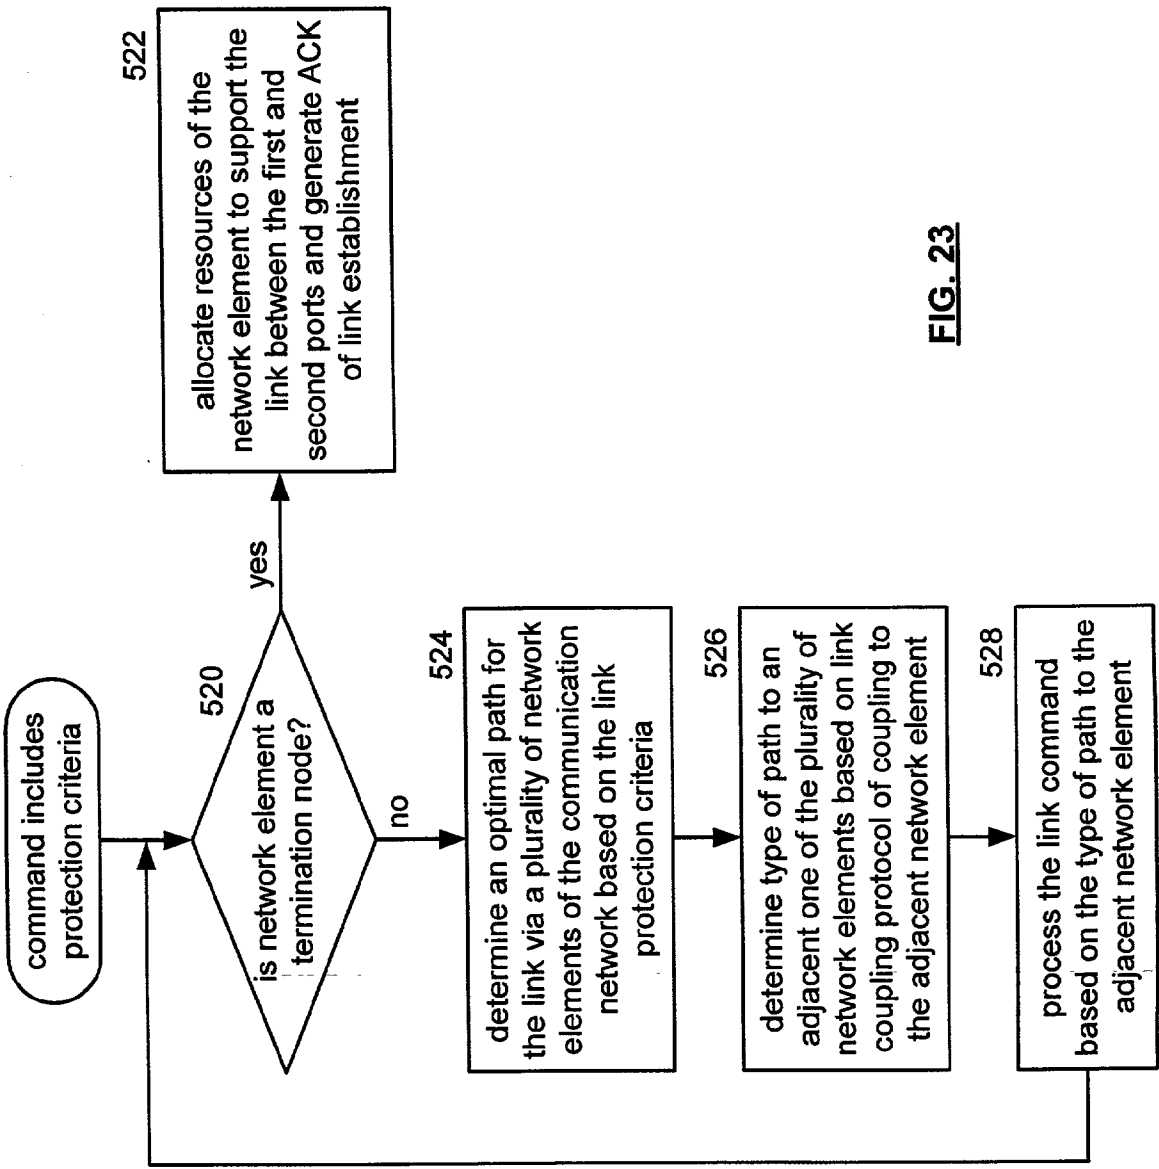 command includes
protection criteria
520
is network element a
termination node?
yes
522
allocate resources of the
network element to support the
link between the first and
second ports and generate ACK
of link establishment
no
524
determine an optimal path for
the link via a plurality of network
elements of the communication
network based on the link
protection criteria
526
determine type of path to an
adjacent one of the plurality of
network elements based on link
coupling protocol of coupling to
the adjacent network element
528
process the link command
based on the type of path to the
adjacent network element
FIG. 23